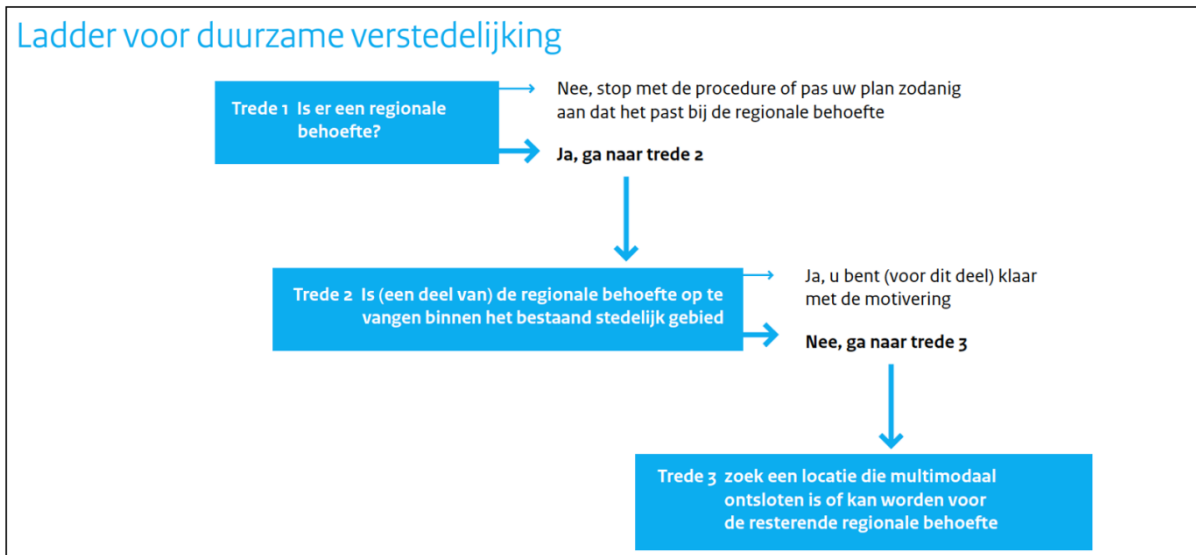 Ladder voor duurzame verstedelijking
Trede 1 Is er een regionale
behoefte?
Nee, stop met de procedure of pas uw plan zodanig
aan dat het past bij de regionale behoefte
Ja, ga naar trede 2
Trede 2 Is (een deel van) de regionale behoefte op te
vangen binnen het bestaand stedelijk gebied
Ja, u bent (voor dit deel) klaar
met de motivering
Nee, ga naar trede 3
Trede 3 zoek een locatie die multimodaal
ontsloten is of kan worden voor
de resterende regionale behoefte